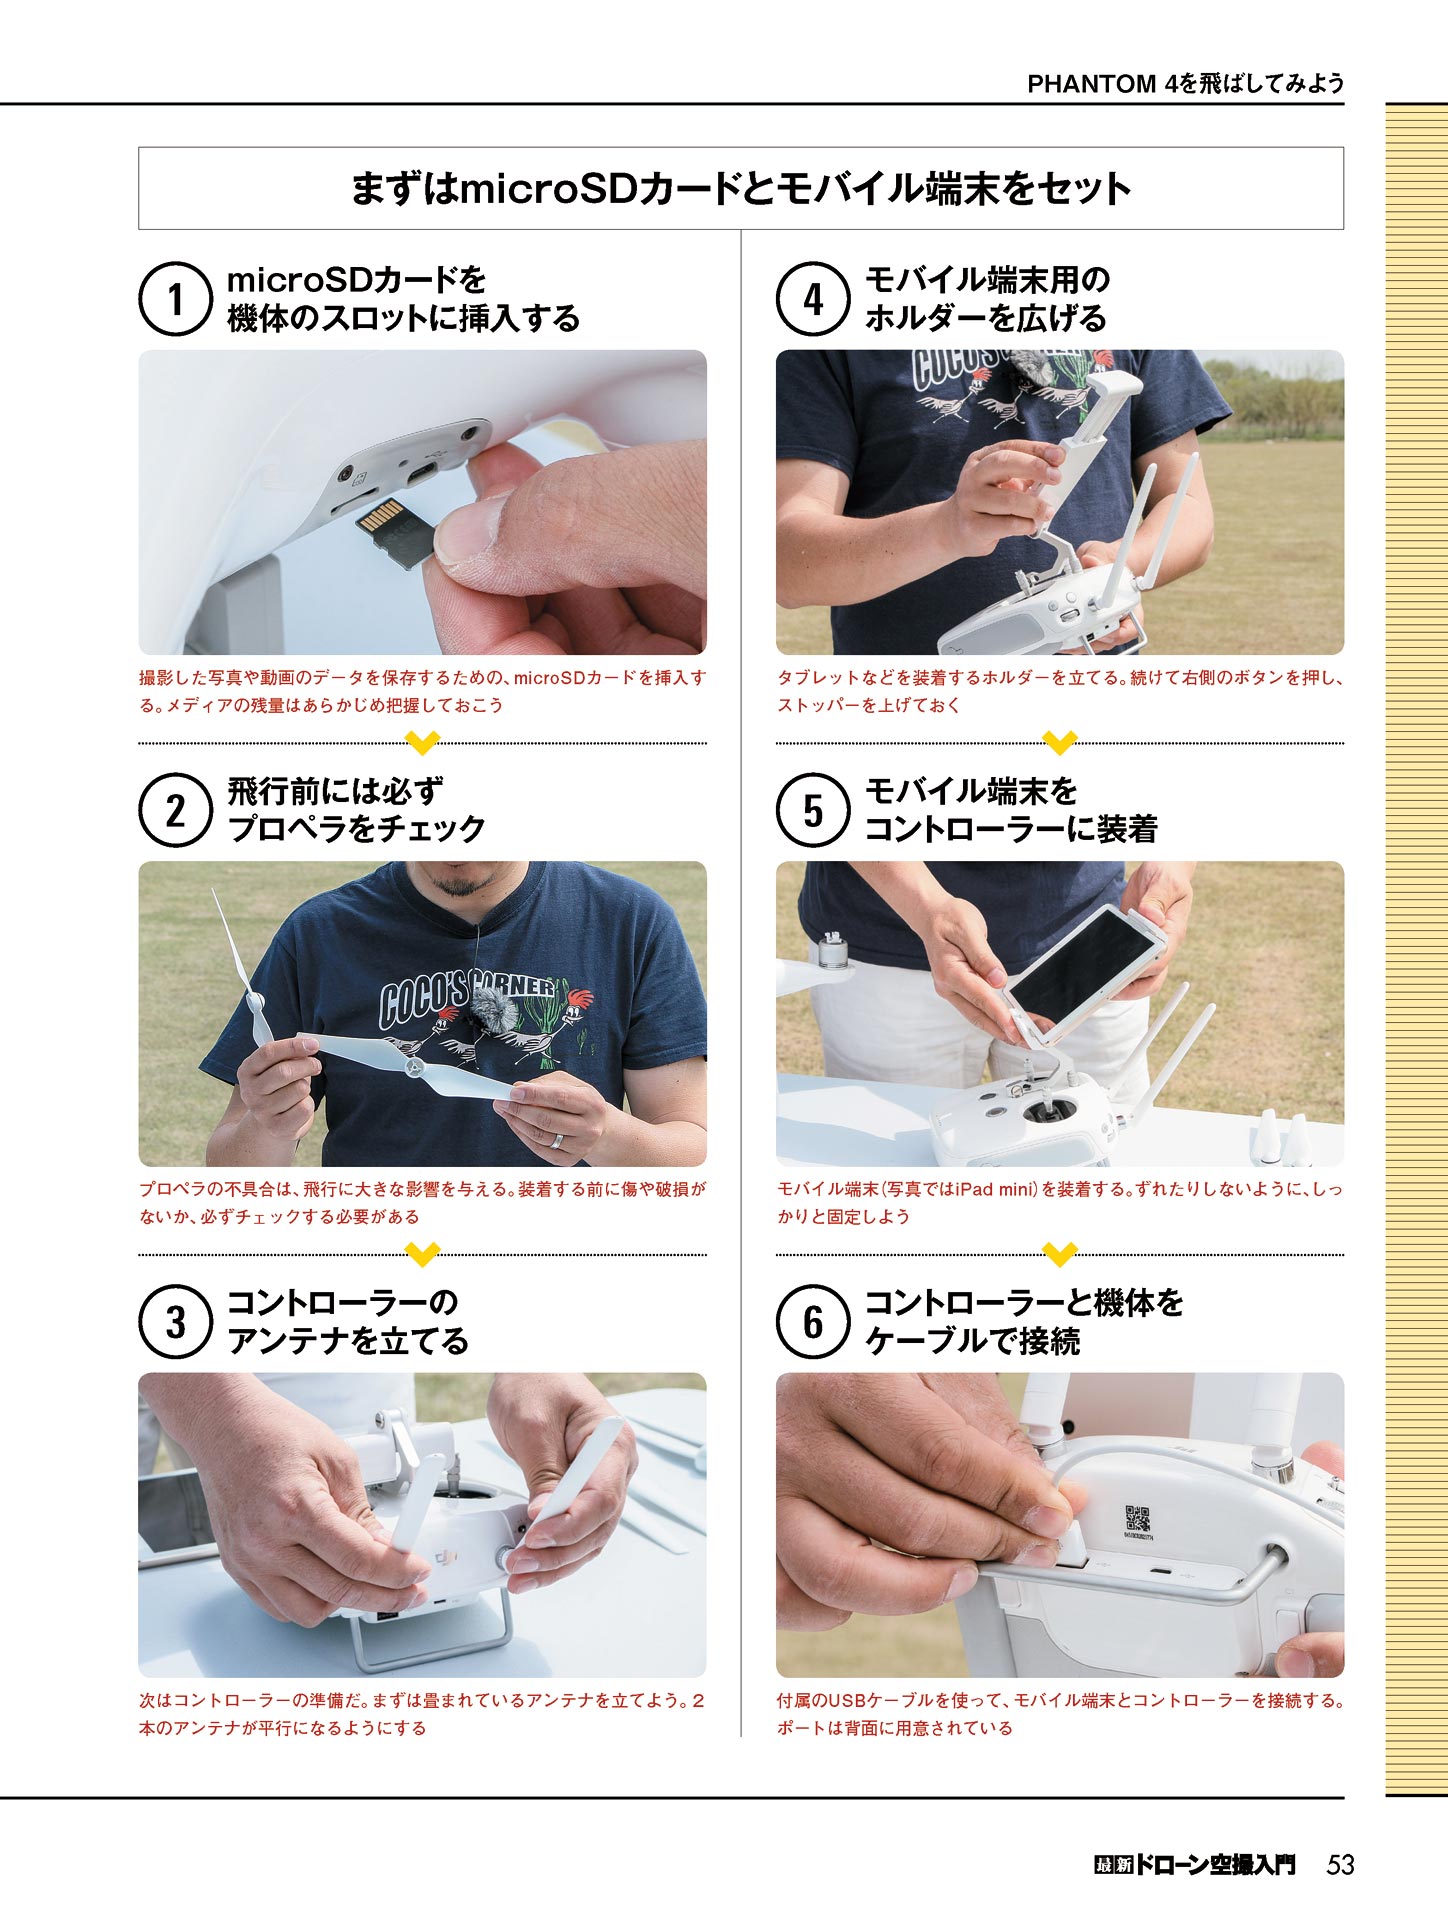 PHANTOM 4を飛ばしてみよう
まずはmicroSDカードとモバイル端末をセット
1
microSDカードを
機体のスロットに挿入する
撮影した写真や動画のデータを保存するための、microSDカードを挿入す
る。メディアの残量はあらかじめ把握しておこう
2
飛行前には必ず
プロペラをチェック
COCO'S CORNER
プロペラの不具合は、飛行に大きな影響を与える。装着する前に傷や破損が
ないか、必ずチェックする必要がある
3
コントローラーの
アンテナを立てる
次はコントローラーの準備だ。まずは畳まれているアンテナを立てよう。2
本のアンテナが平行になるようにする
4
モバイル端末用の
ホルダーを広げる
COCO'S CORNER
タブレットなどを装着するホルダーを立てる。続けて右側のボタンを押し、
ストッパーを上げておく
5
モバイル端末を
コントローラーに装着
モバイル端末（写真ではiPad mini）を装着する。ずれたりしないように、しっ
かりと固定しよう
6
コントローラーと機体を
ケーブルで接続
付属のUSBケーブルを使って、モバイル端末とコントローラーを接続する。
ポートは背面に用意されている
最新ドローン空撮入門 53